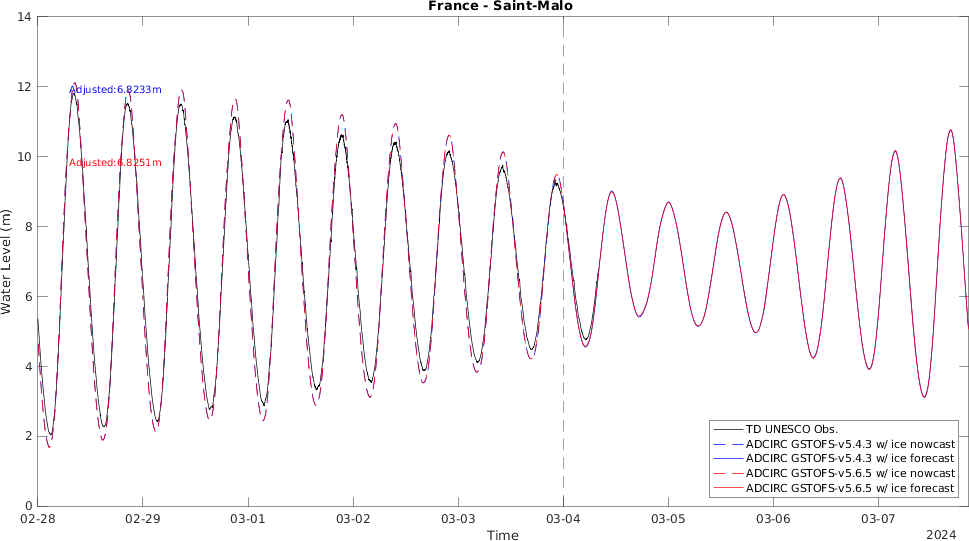 France - Saint-Malo
14
12
10
8
6
4
2
0
Water Level (m)
Adjusted:6.8233m
Adjusted:6.8251m
TD UNESCO Obs.
ADCIRC GSTOFS-v5.4.3 w/ ice nowcast
ADCIRC GSTOFS-v5.4.3 w/ ice forecast
ADCIRC GSTOFS-v5.6.5 w/ ice nowcast
ADCIRC GSTOFS-v5.6.5 w/ ice forecast
02-28 02-29 03-01 03-02 03-03 03-04 03-05 03-06 03-07
Time
2024